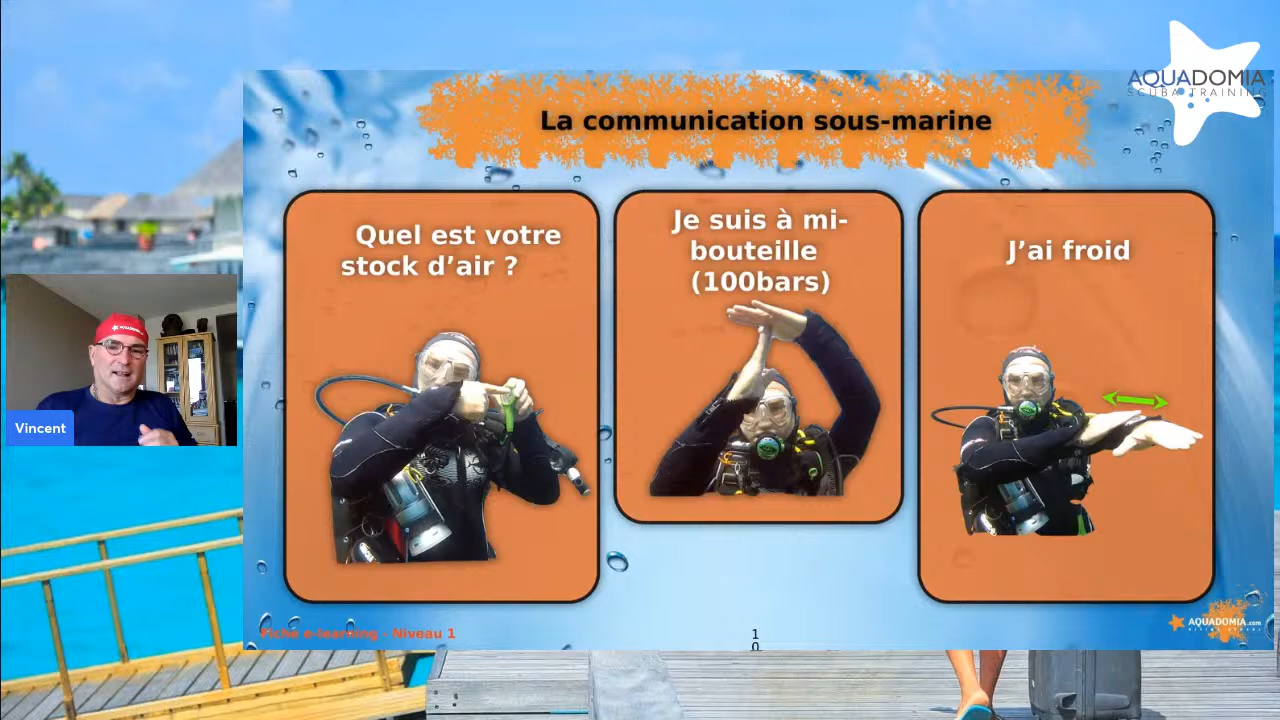 AQUADOMIA
SCUBA TRAINING
La communication sous-marine
Quel est votre
stock d’air ?
Je suis à mi-
bouteille
(100bars)
J’ai froid
AQUADOMIA
Vincent
Fiche e-learning - Niveau 1
1
0
AQUADOMIA.com